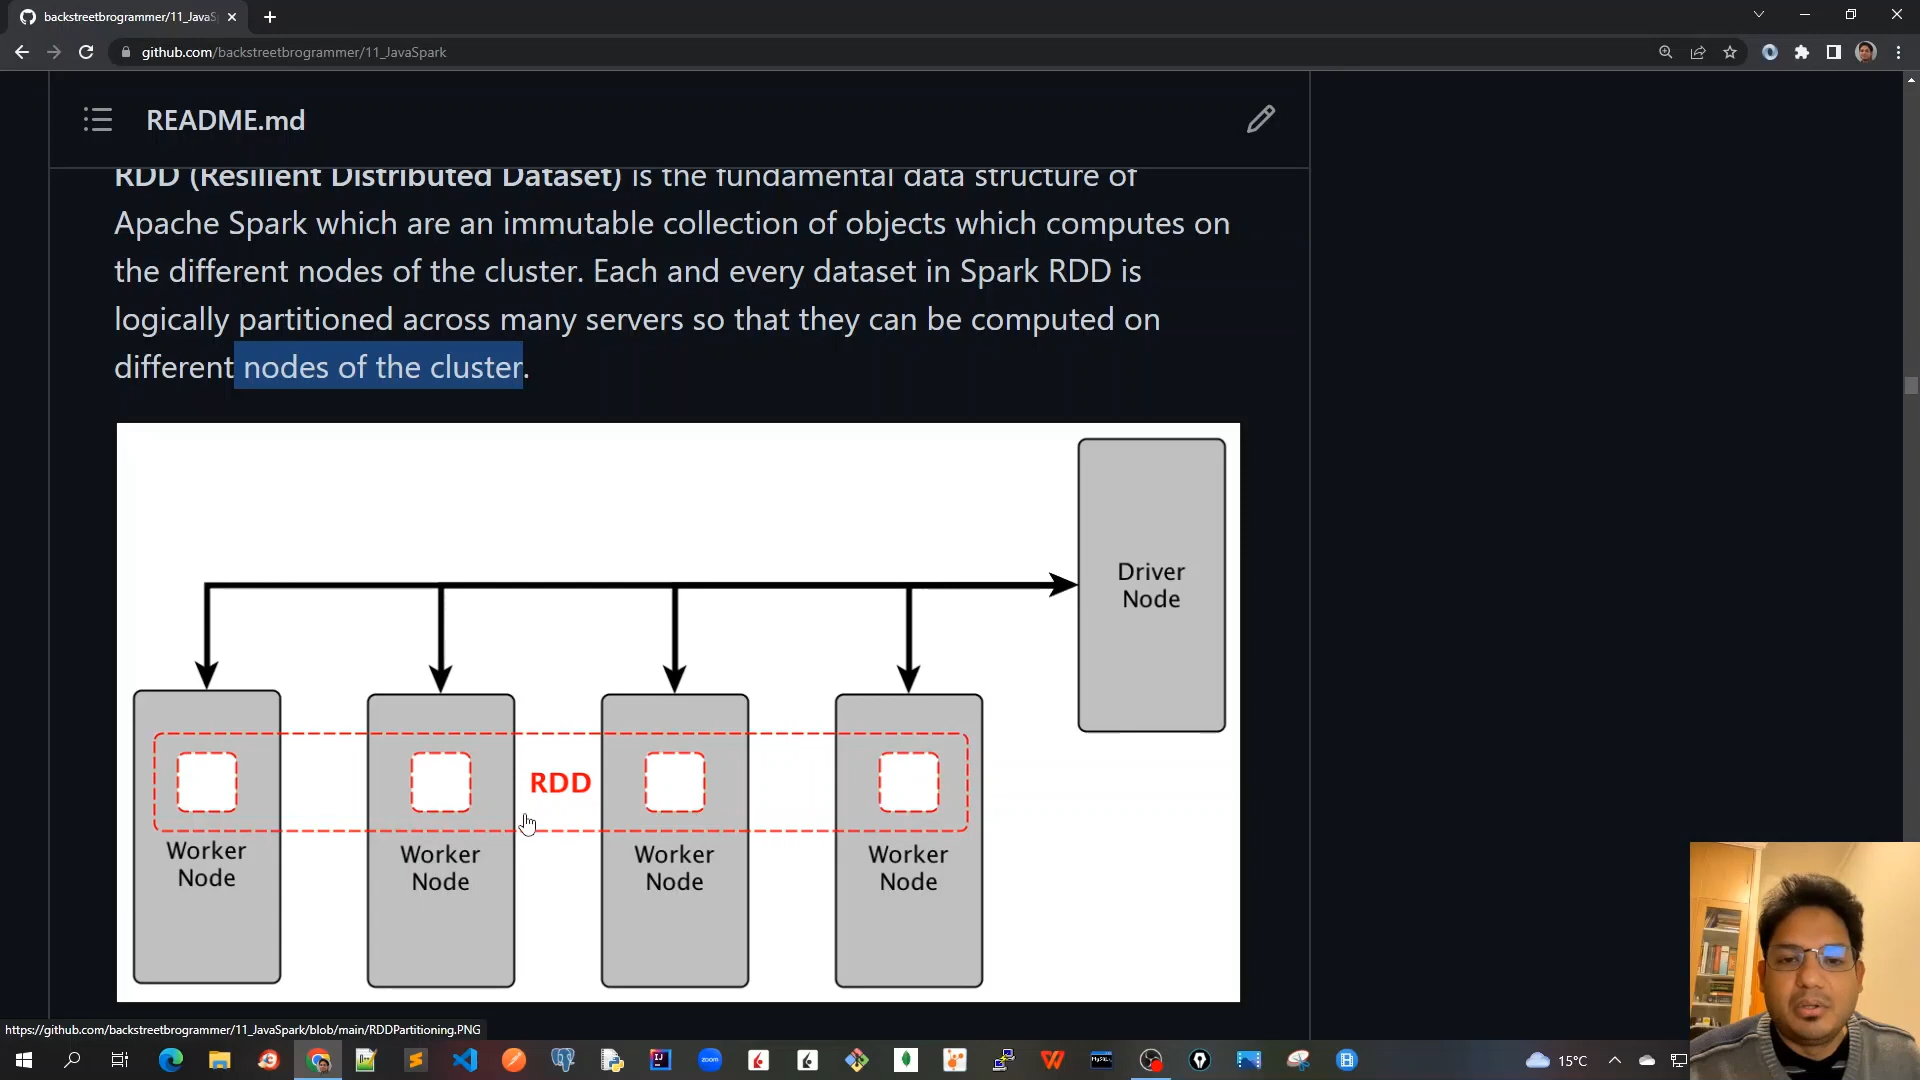 backstreetbrogrammer/11_JavaS
github.com/backstreetbrogrammer/11_JavaSpark
README.md
RDD (Resilient Distributed Dataset) is the fundamental data structure of
Apache Spark which are an immutable collection of objects which computes on
the different nodes of the cluster. Each and every dataset in Spark RDD is
logically partitioned across many servers so that they can be computed on
different nodes of the cluster.
Driver
Node
RDD
Worker
Node
Worker
Node
Worker
Node
Worker
Node
https://github.com/backstreetbrogrammer/11_JavaSpark/blob/main/RDDPartitioning.PNG
zoom
15°C